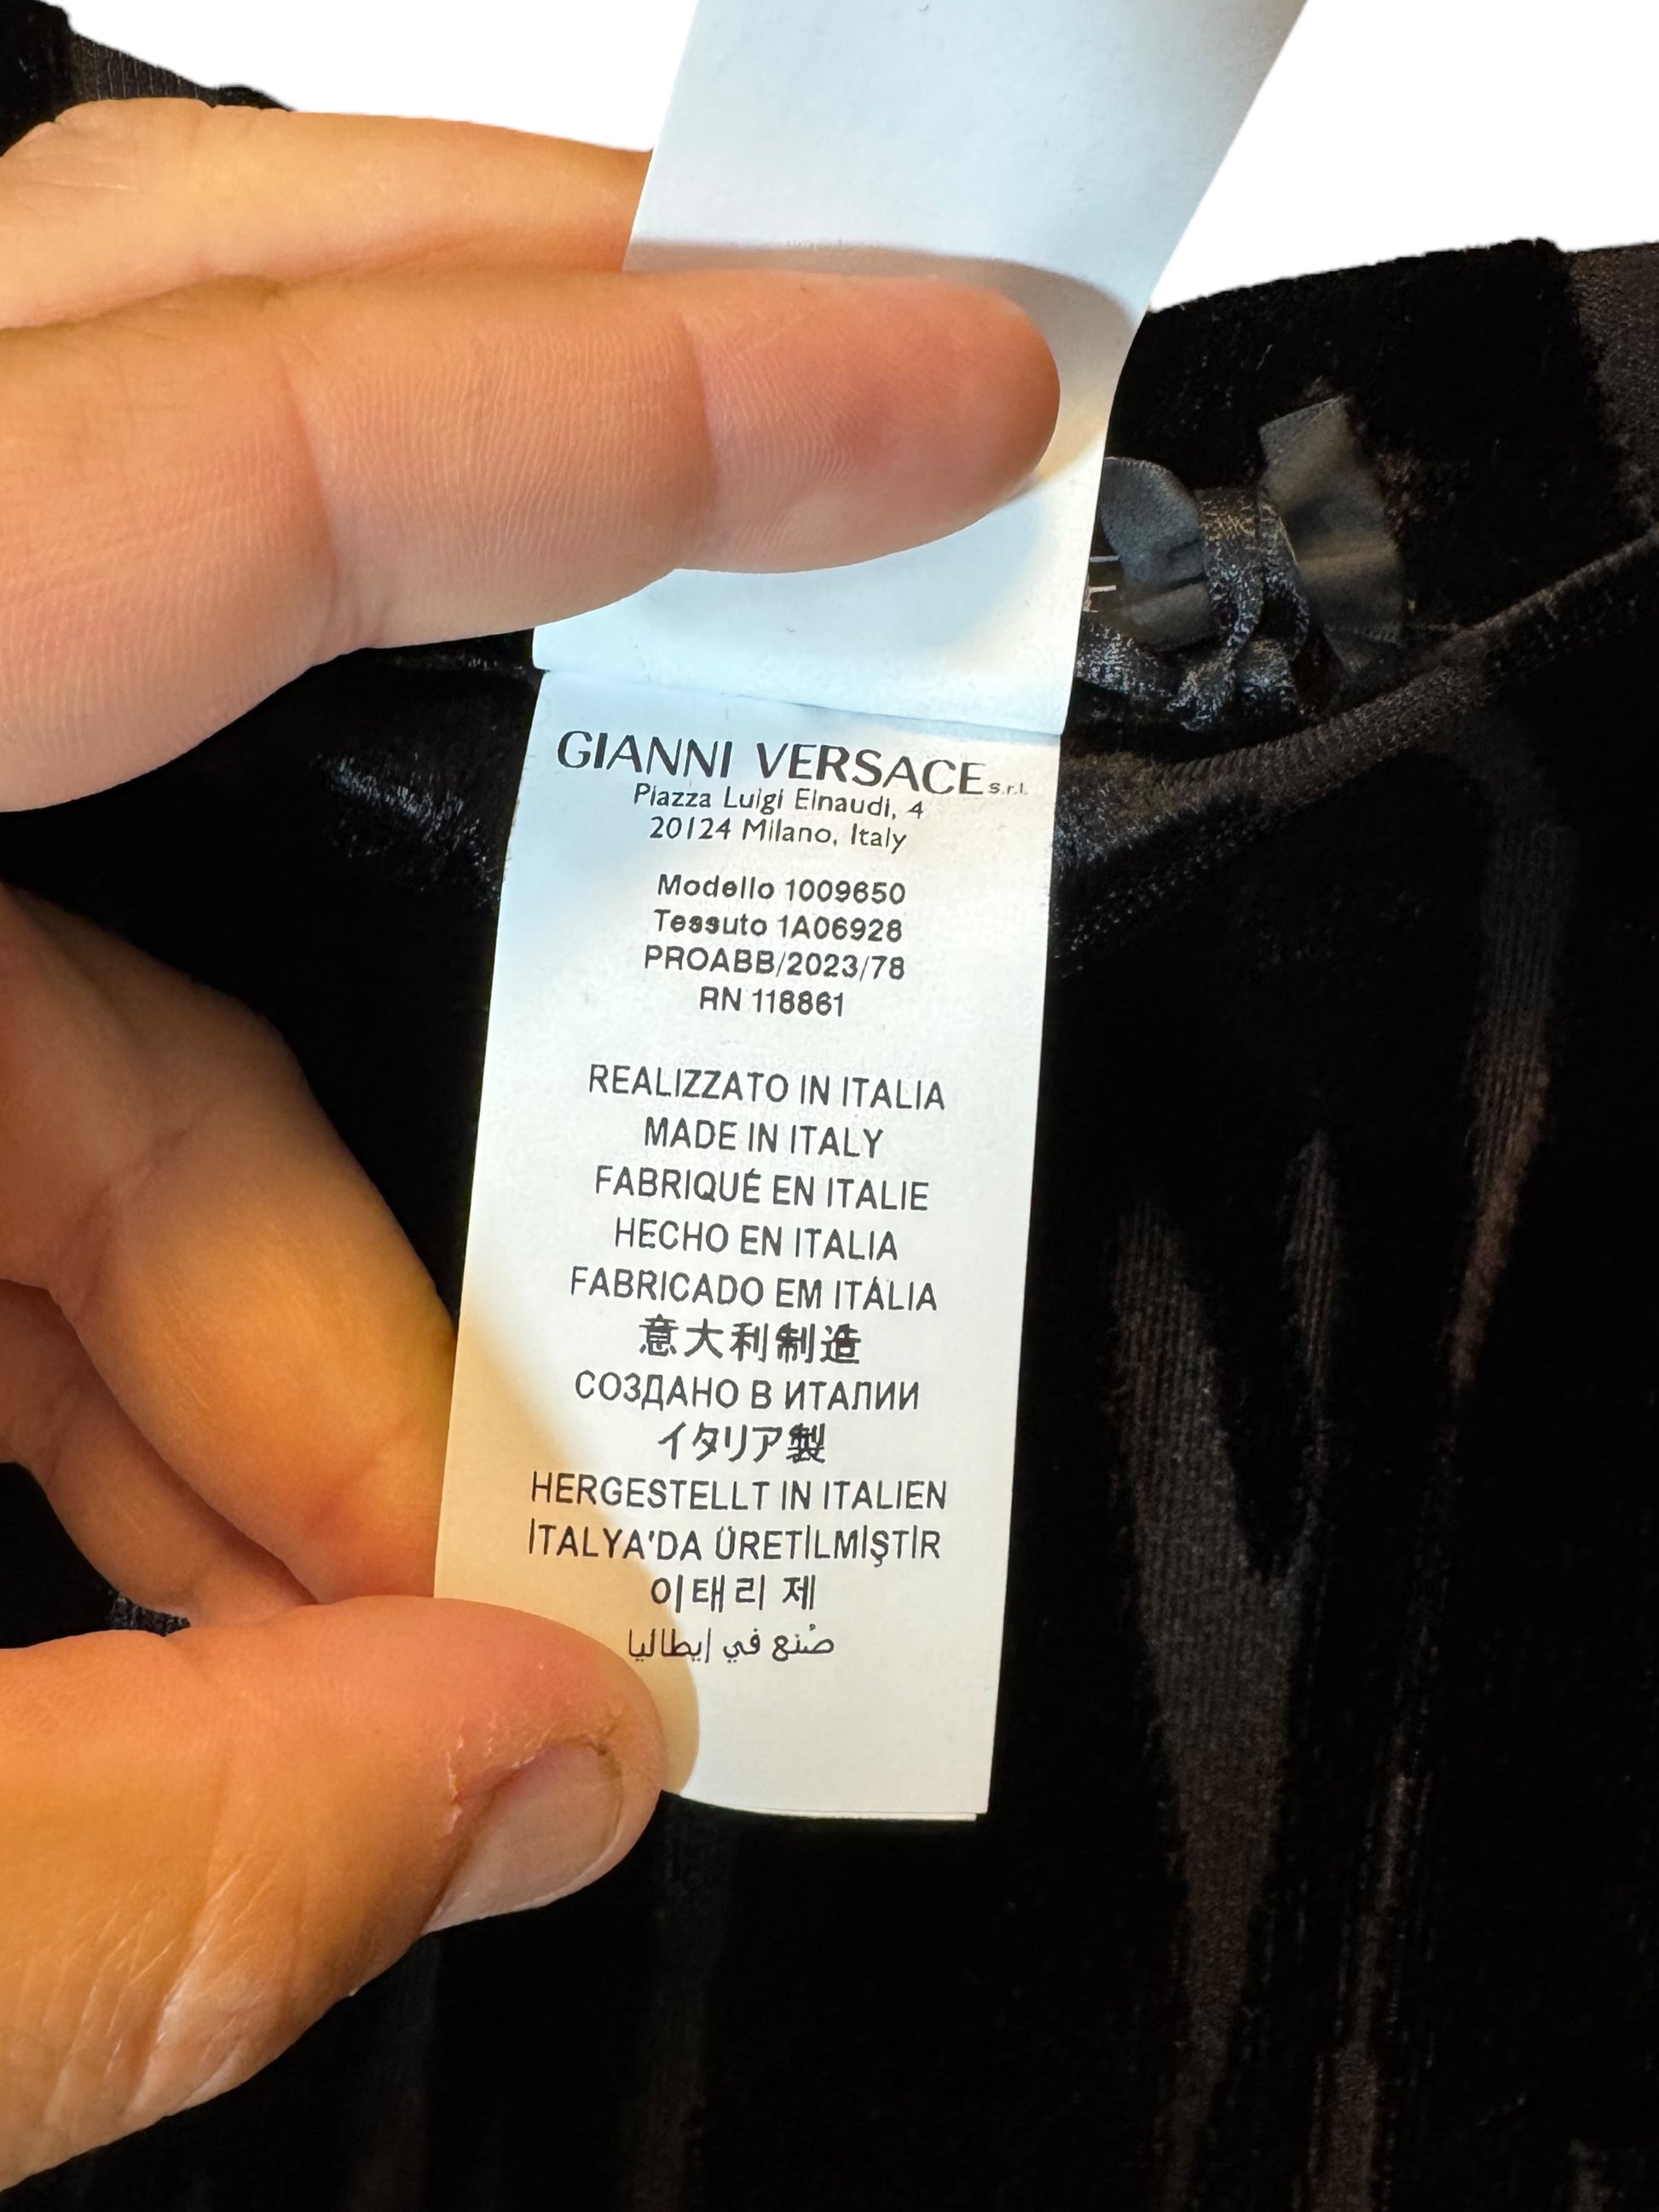 GIANNI VERSACE s.r.l.
Piazza Luigi Einaudi, 4
20124 Milano, Italy
Modello 1009650
Tessuto 1A06928
PROABB/2023/78
RN 118861
REALIZZATO IN ITALIA
MADE IN ITALY
FABRIQUÉ EN ITALIE
HECHO EN ITALIA
FABRICADO EM ITÁLIA
意大利制造
СОЗДАНО В ИТАЛИИ
イタリア製
HERGESTELLT IN ITALIEN
İTALYA'DA ÜRETİLMİŞTİR
이태리 제
صُنع في إيطاليا